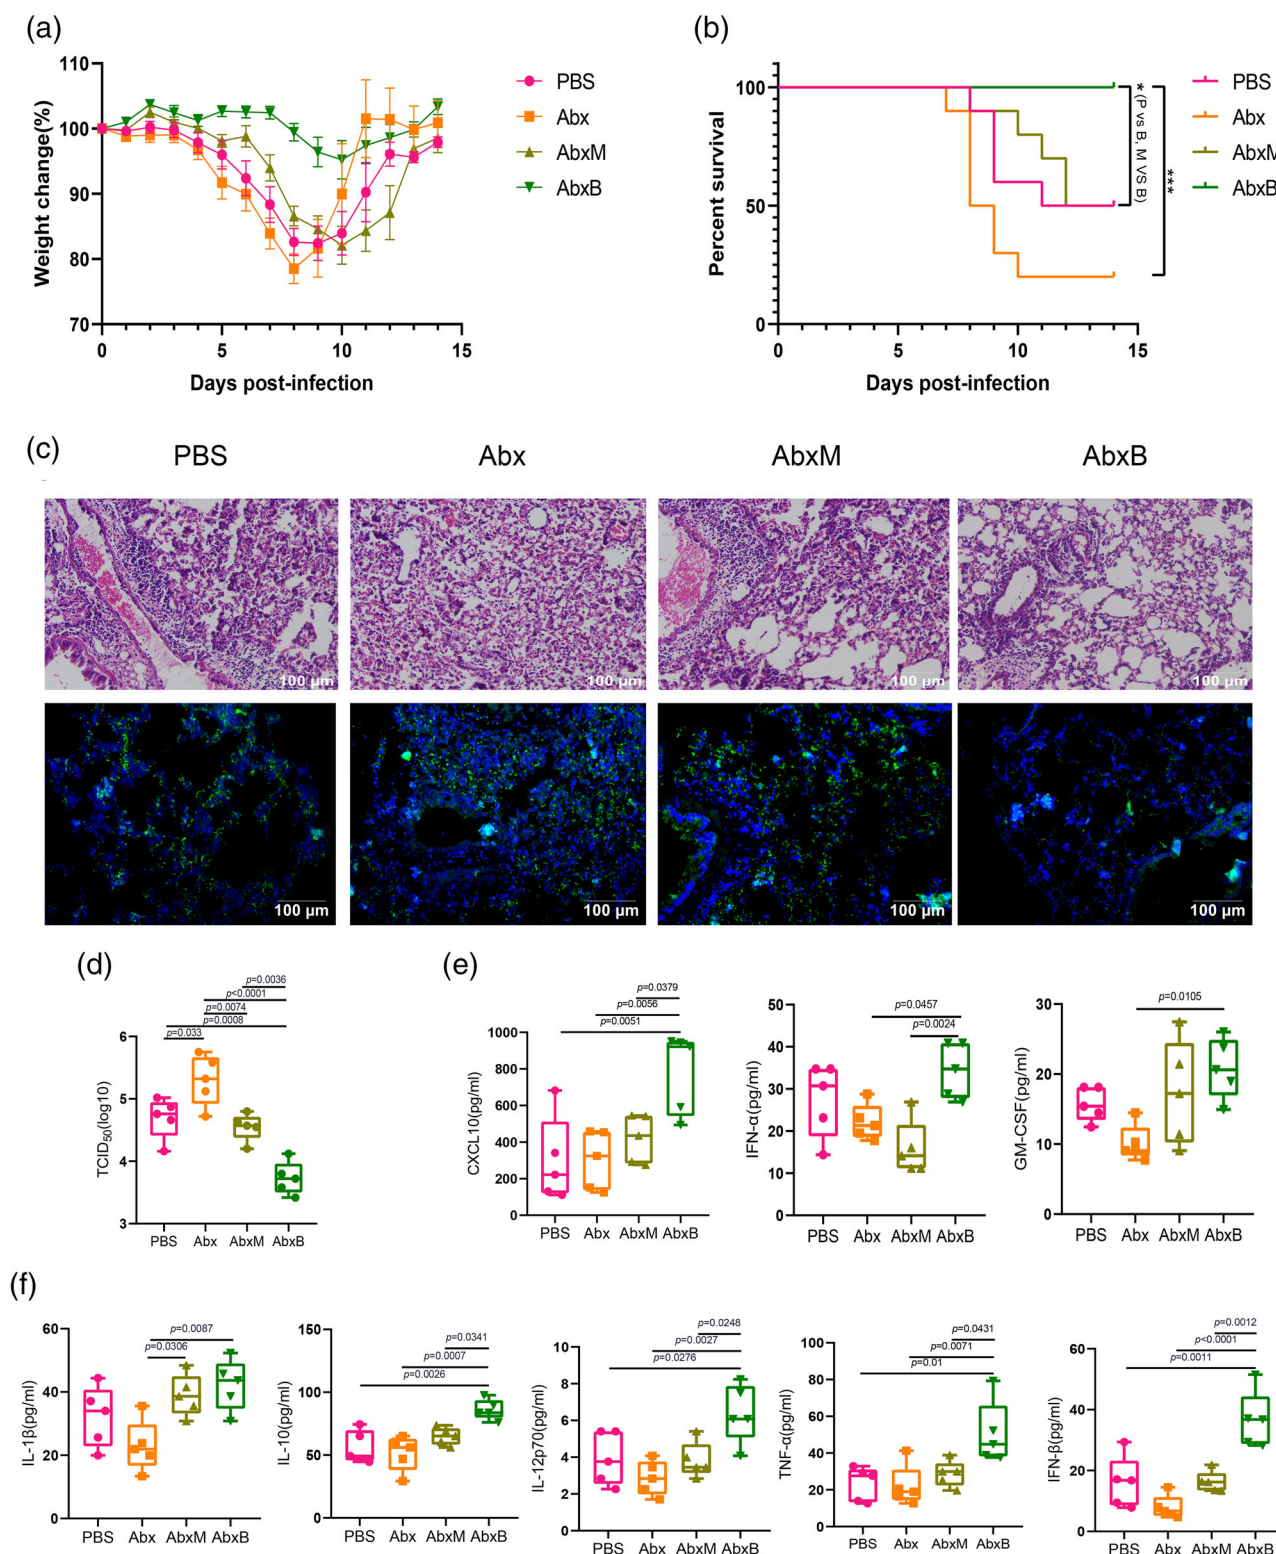 (a)
110
100
90
80
70
0
5
10
15
Weight change(%)
Days post-infection
PBS
Abx
AbxM
AbxB
(b)
100
50
0
0
5
10
15
Percent survival
Days post-infection
* (P vs B, M VS B)
***
PBS
Abx
AbxM
AbxB
(c)
PBS
Abx
AbxM
AbxB
100 µm
100 µm
100 µm
100 µm
100 µm
100 µm
100 µm
100 µm
(d)
p=0.0036
p<0.0001
p=0.0074
p=0.0008
p=0.033
6
5
4
3
TCID50(log10)
PBS
Abx
AbxM
AbxB
(e)
p=0.0379
p=0.0056
p=0.0051
1000
800
600
400
200
0
CXCL10(pg/ml)
PBS
Abx
AbxM
AbxB
p=0.0457
p=0.0024
50
40
30
20
10
0
IFN-α(pg/ml)
PBS
Abx
AbxM
AbxB
p=0.0105
30
20
10
0
GM-CSF(pg/ml)
PBS
Abx
AbxM
AbxB
(f)
p=0.0087
p=0.0306
60
40
20
0
IL-1β(pg/ml)
PBS
Abx
AbxM
AbxB
p=0.0341
p=0.0007
p=0.0026
150
100
50
0
IL-10(pg/ml)
PBS
Abx
AbxM
AbxB
p=0.0248
p=0.0027
p=0.0276
10
8
6
4
2
0
IL-12p70(pg/ml)
PBS
Abx
AbxM
AbxB
p=0.0431
p=0.0071
p=0.01
100
80
60
40
20
0
TNF-α(pg/ml)
PBS
Abx
AbxM
AbxB
p=0.0012
p<0.0001
p=0.0011
60
40
20
0
IFN-β(pg/ml)
PBS
Abx
AbxM
AbxB